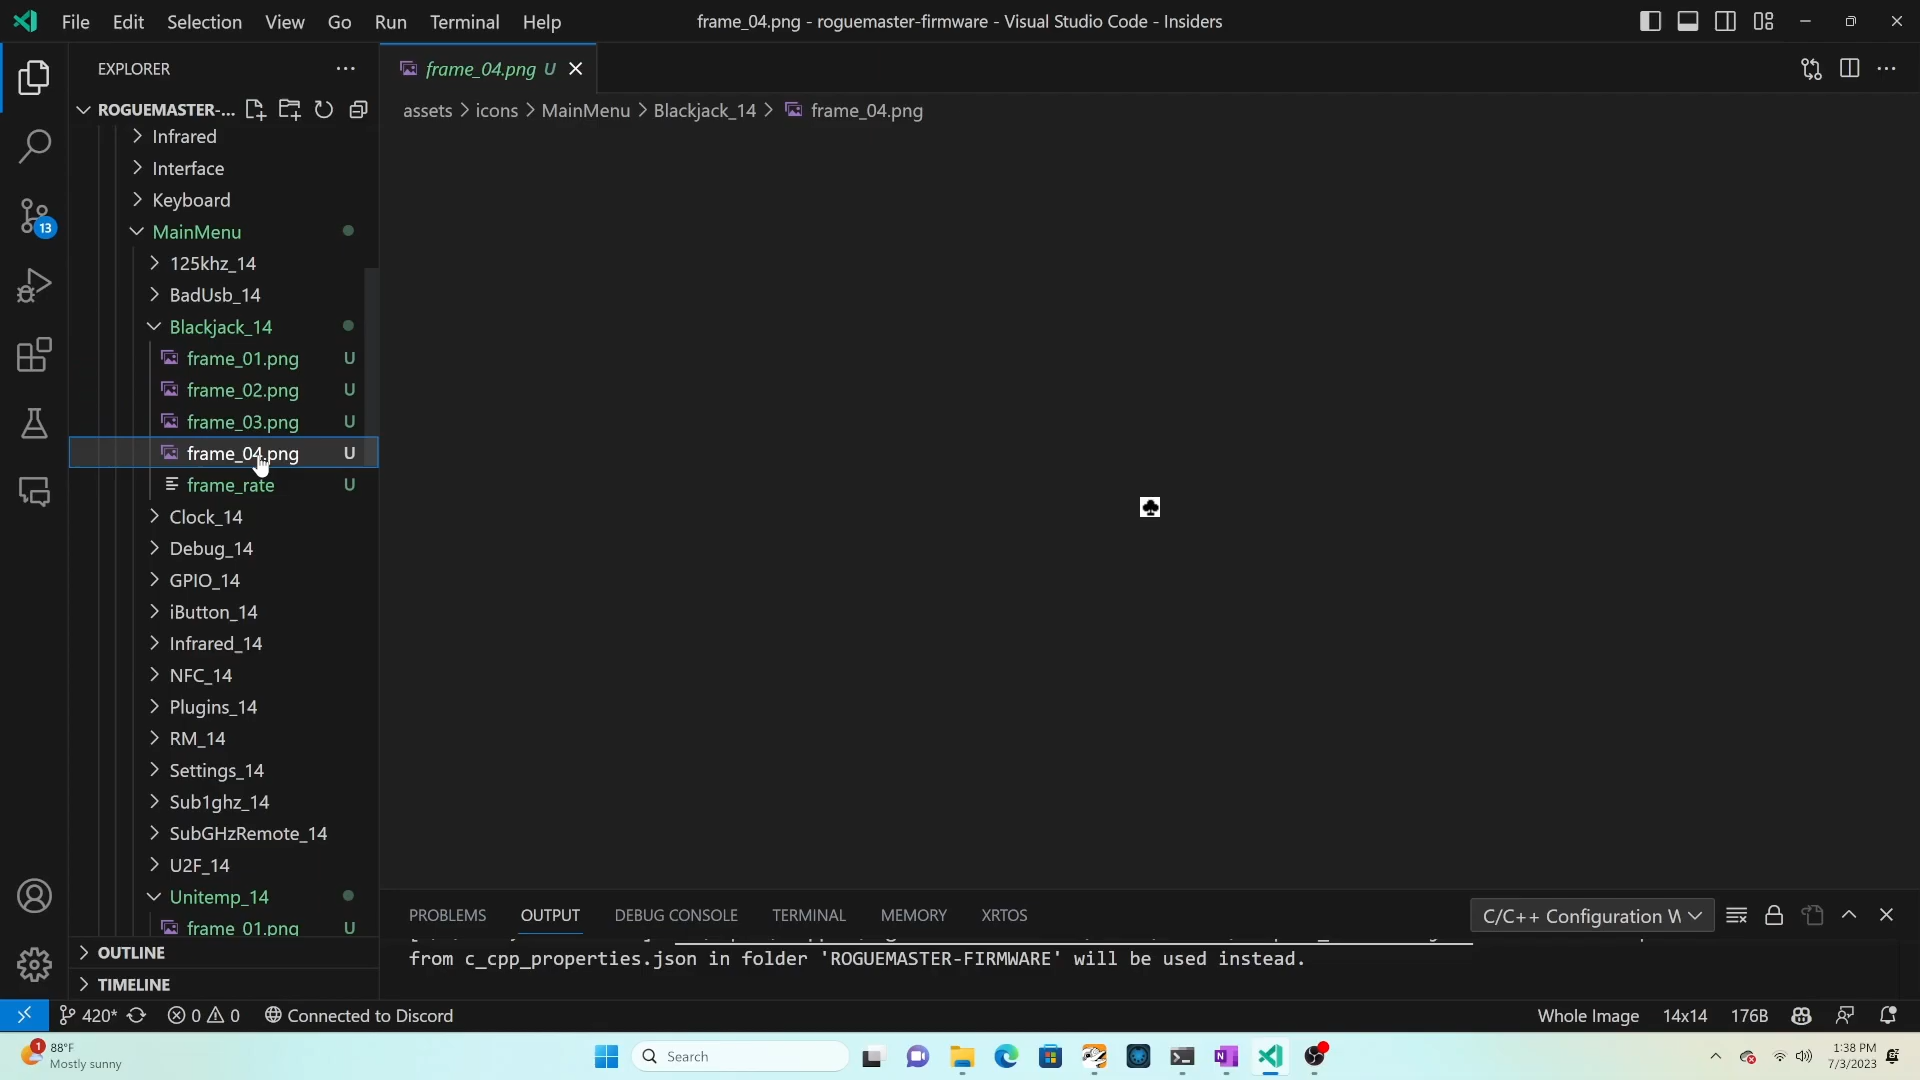 File Edit Selection View Go Run Terminal Help
frame_04.png - roguemaster-firmware - Visual Studio Code - Insiders
EXPLORER
ROGUEMASTER-...
Infrared
Interface
Keyboard
MainMenu
125khz_14
BadUsb_14
Blackjack_14
frame_01.png U
frame_02.png U
frame_03.png U
frame_04.png U
frame_rate U
Clock_14
Debug_14
GPIO_14
iButton_14
Infrared_14
NFC_14
Plugins_14
RM_14
Settings_14
Sub1ghz_14
SubGHzRemote_14
U2F_14
Unitemp_14
frame_01.png U
OUTLINE
TIMELINE
13
frame_04.png U
assets > icons > MainMenu > Blackjack_14 > frame_04.png
PROBLEMS OUTPUT DEBUG CONSOLE TERMINAL MEMORY XRTOS
C/C++ Configuration W
from c_cpp_properties.json in folder 'ROGUEMASTER-FIRMWARE' will be used instead.
420* 0 0 Connected to Discord
Whole Image 14x14 176B
1
88°F
Mostly sunny
Search
1:38 PM
7/3/2023